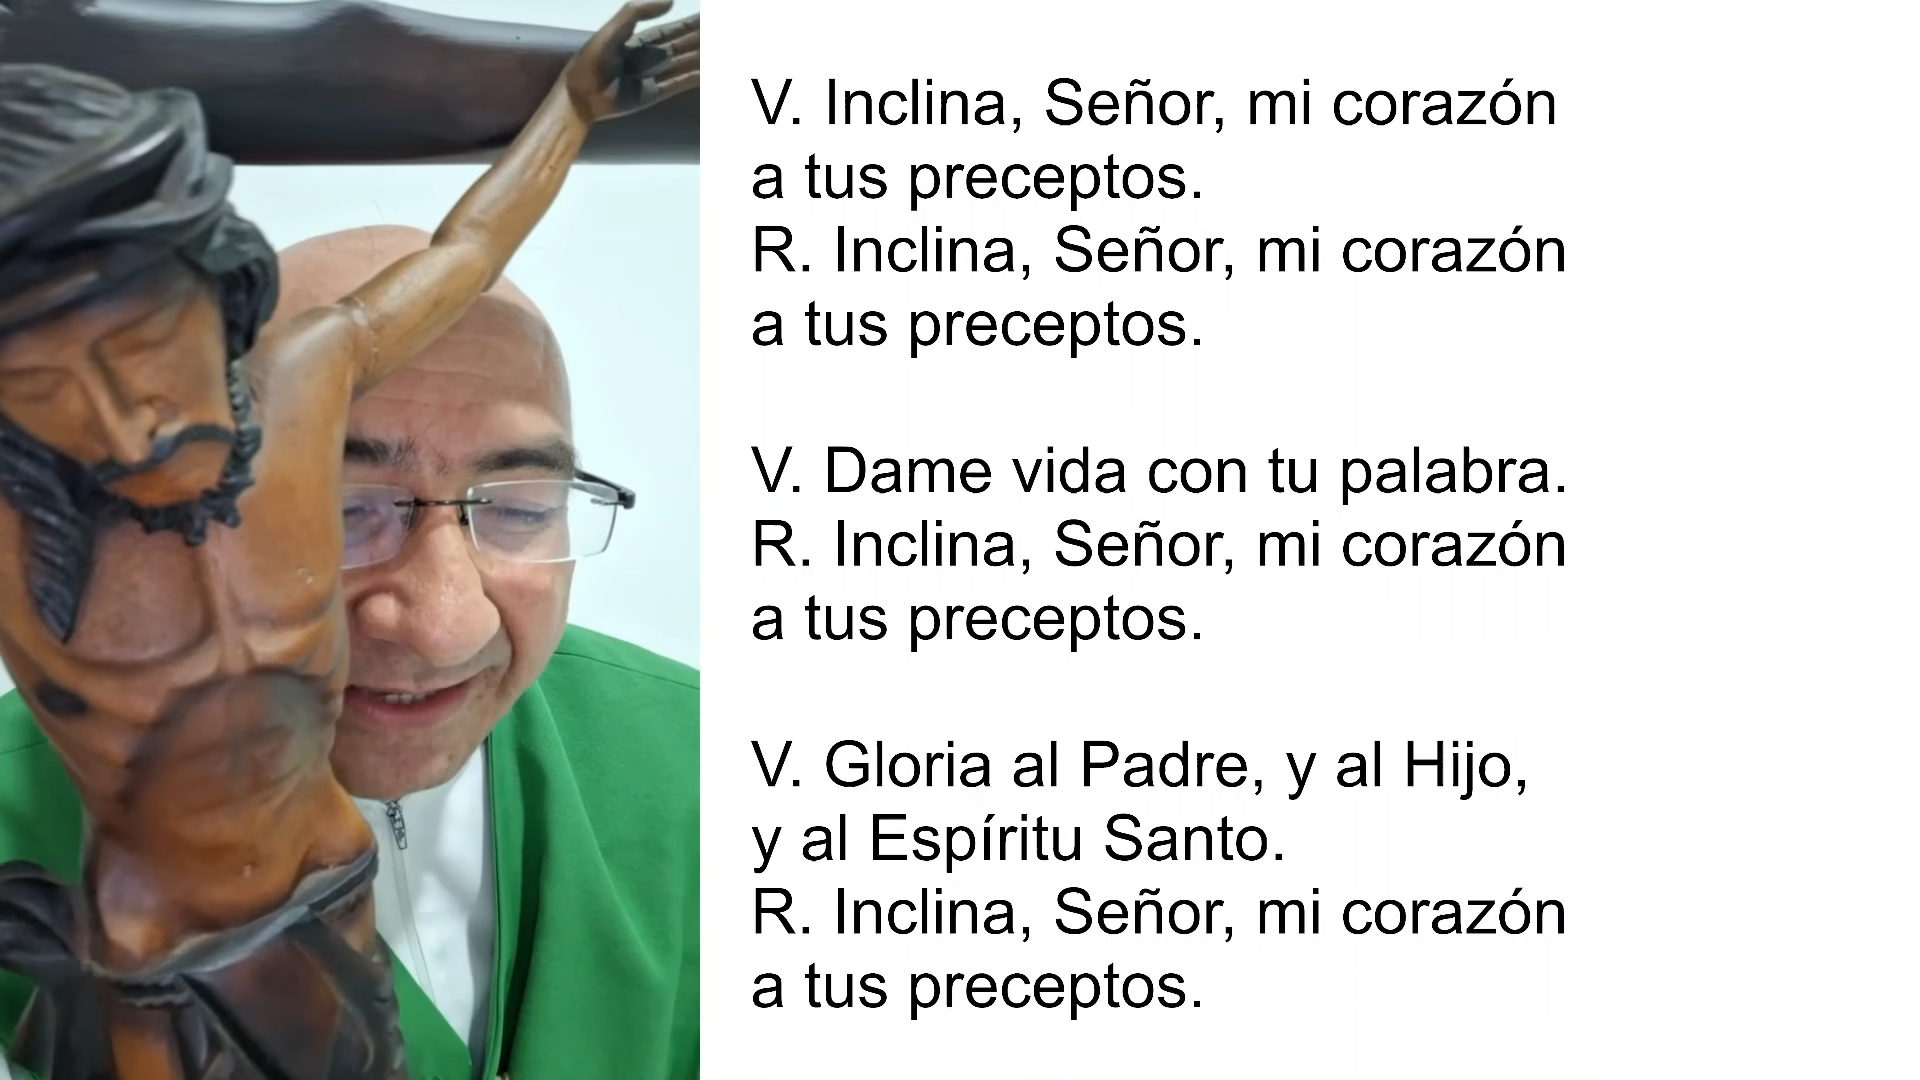 V. Inclina, Señor, mi corazón
a tus preceptos.
R. Inclina, Señor, mi corazón
a tus preceptos.
V. Dame vida con tu palabra.
R. Inclina, Señor, mi corazón
a tus preceptos.
V. Gloria al Padre, y al Hijo,
y al Espíritu Santo.
R. Inclina, Señor, mi corazón
a tus preceptos.